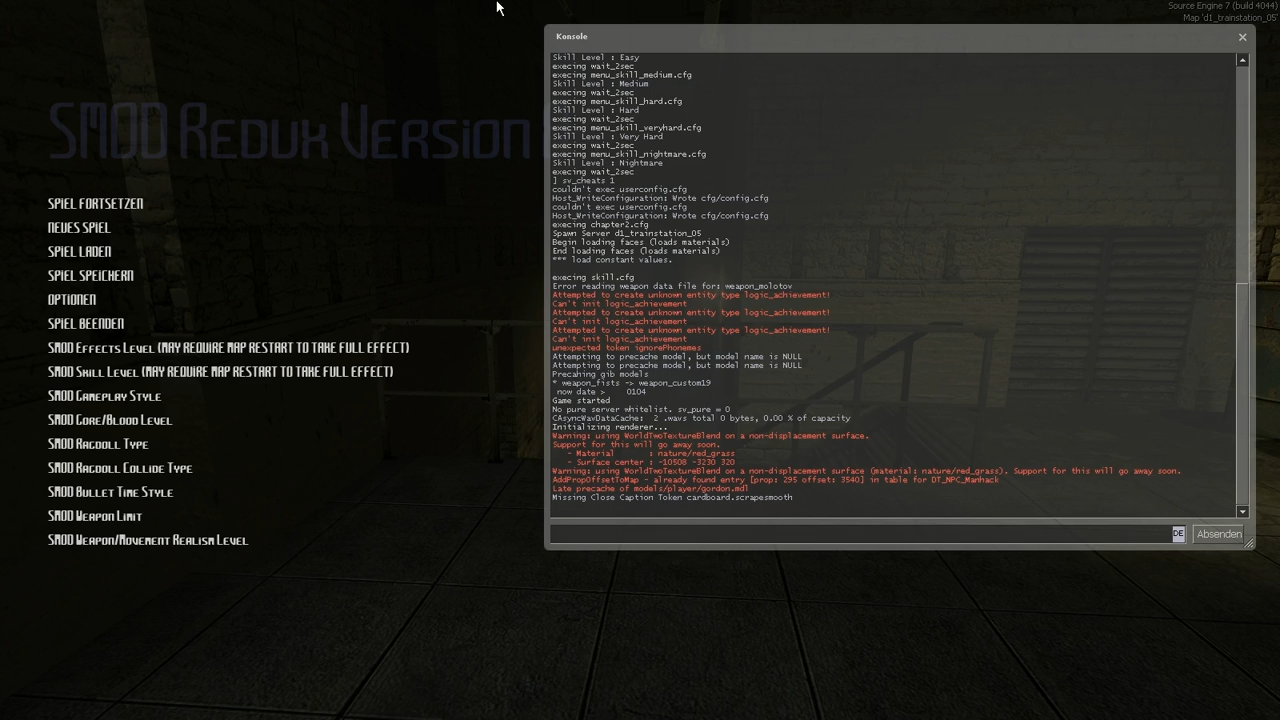 Source Engine 7 (build 4044)
Map 'd1_trainstation_05'
SMOD Redux Version
SPIEL FORTSETZEN
NEUES SPIEL
SPIEL LADEN
SPIEL SPEICHERN
OPTIONEN
SPIEL BEENDEN
SMOD Effects Level (MAY REQUIRE MAP RESTART TO TAKE FULL EFFECT)
SMOD Skill Level (MAY REQUIRE MAP RESTART TO TAKE FULL EFFECT)
SMOD Gameplay Style
SMOD Gore/Blood Level
SMOD Ragdoll Type
SMOD Ragdoll Collide Type
SMOD Bullet Time Style
SMOD Weapon Limit
SMOD Weapon/Movement Realism Level
Konsole
Skill Level : Easy
execing wait_2sec
execing menu_skill_medium.cfg
Skill Level : Medium
execing wait_2sec
execing menu_skill_hard.cfg
Skill Level : Hard
execing wait_2sec
execing menu_skill_veryhard.cfg
Skill Level : Very Hard
execing wait_2sec
execing menu_skill_nightmare.cfg
Skill Level : Nightmare
execing wait_2sec
] sv_cheats 1
couldn't exec userconfig.cfg
Host_WriteConfiguration: Wrote cfg/config.cfg
couldn't exec userconfig.cfg
Host_WriteConfiguration: Wrote cfg/config.cfg
execing chapter2.cfg
Spawn Server d1_trainstation_05
Begin loading faces (loads materials)
End loading faces (loads materials)
*** load constant values.
execing skill.cfg
Error reading weapon data file for: weapon_molotov
Attempted to create unknown entity type logic_achievement!
Can't init logic_achievement
Attempted to create unknown entity type logic_achievement!
Can't init logic_achievement
Attempted to create unknown entity type logic_achievement!
Can't init logic_achievement
unexpected token ignorePhonemes
Attempting to precache model, but model name is NULL
Attempting to precache model, but model name is NULL
Precahing gib models
* weapon_fists -> weapon_custom19
now date > 0104
Game started
No pure server whitelist. sv_pure = 0
CAsyncWavDataCache: 2 .wavs total 0 bytes, 0.00 % of capacity
Initializing renderer...
Warning: using WorldTwoTextureBlend on a non-displacement surface.
Support for this will go away soon.
- Material : nature/red_grass
- Surface center : -10508 -3230 320
Warning: using WorldTwoTextureBlend on a non-displacement surface (material: nature/red_grass). Support for this will go away soon.
AddPropOffsetToMap - already found entry [prop: 295 offset: 3540] in table for DT_NPC_Manhack
Late precache of models/player/gordon.mdl
Missing Close Caption Token cardboard.scrapesmooth
DE
Absenden